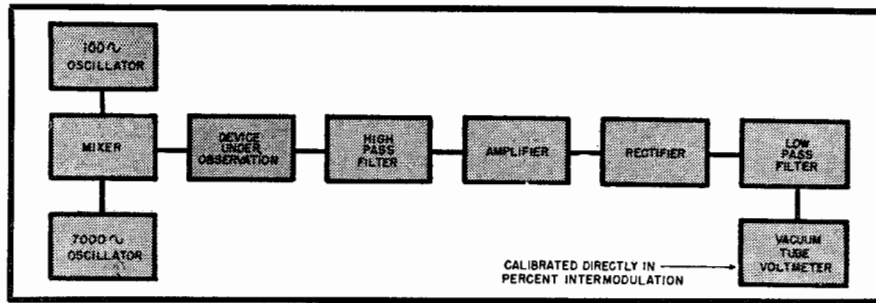 100~
OSCILLATOR
MIXER
7000~
OSCILLATOR
DEVICE
UNDER
OBSERVATION
HIGH
PASS
FILTER
AMPLIFIER
RECTIFIER
LOW
PASS
FILTER
VACUUM
TUBE
VOLTMETER
CALIBRATED DIRECTLY IN
PERCENT INTERMODULATION